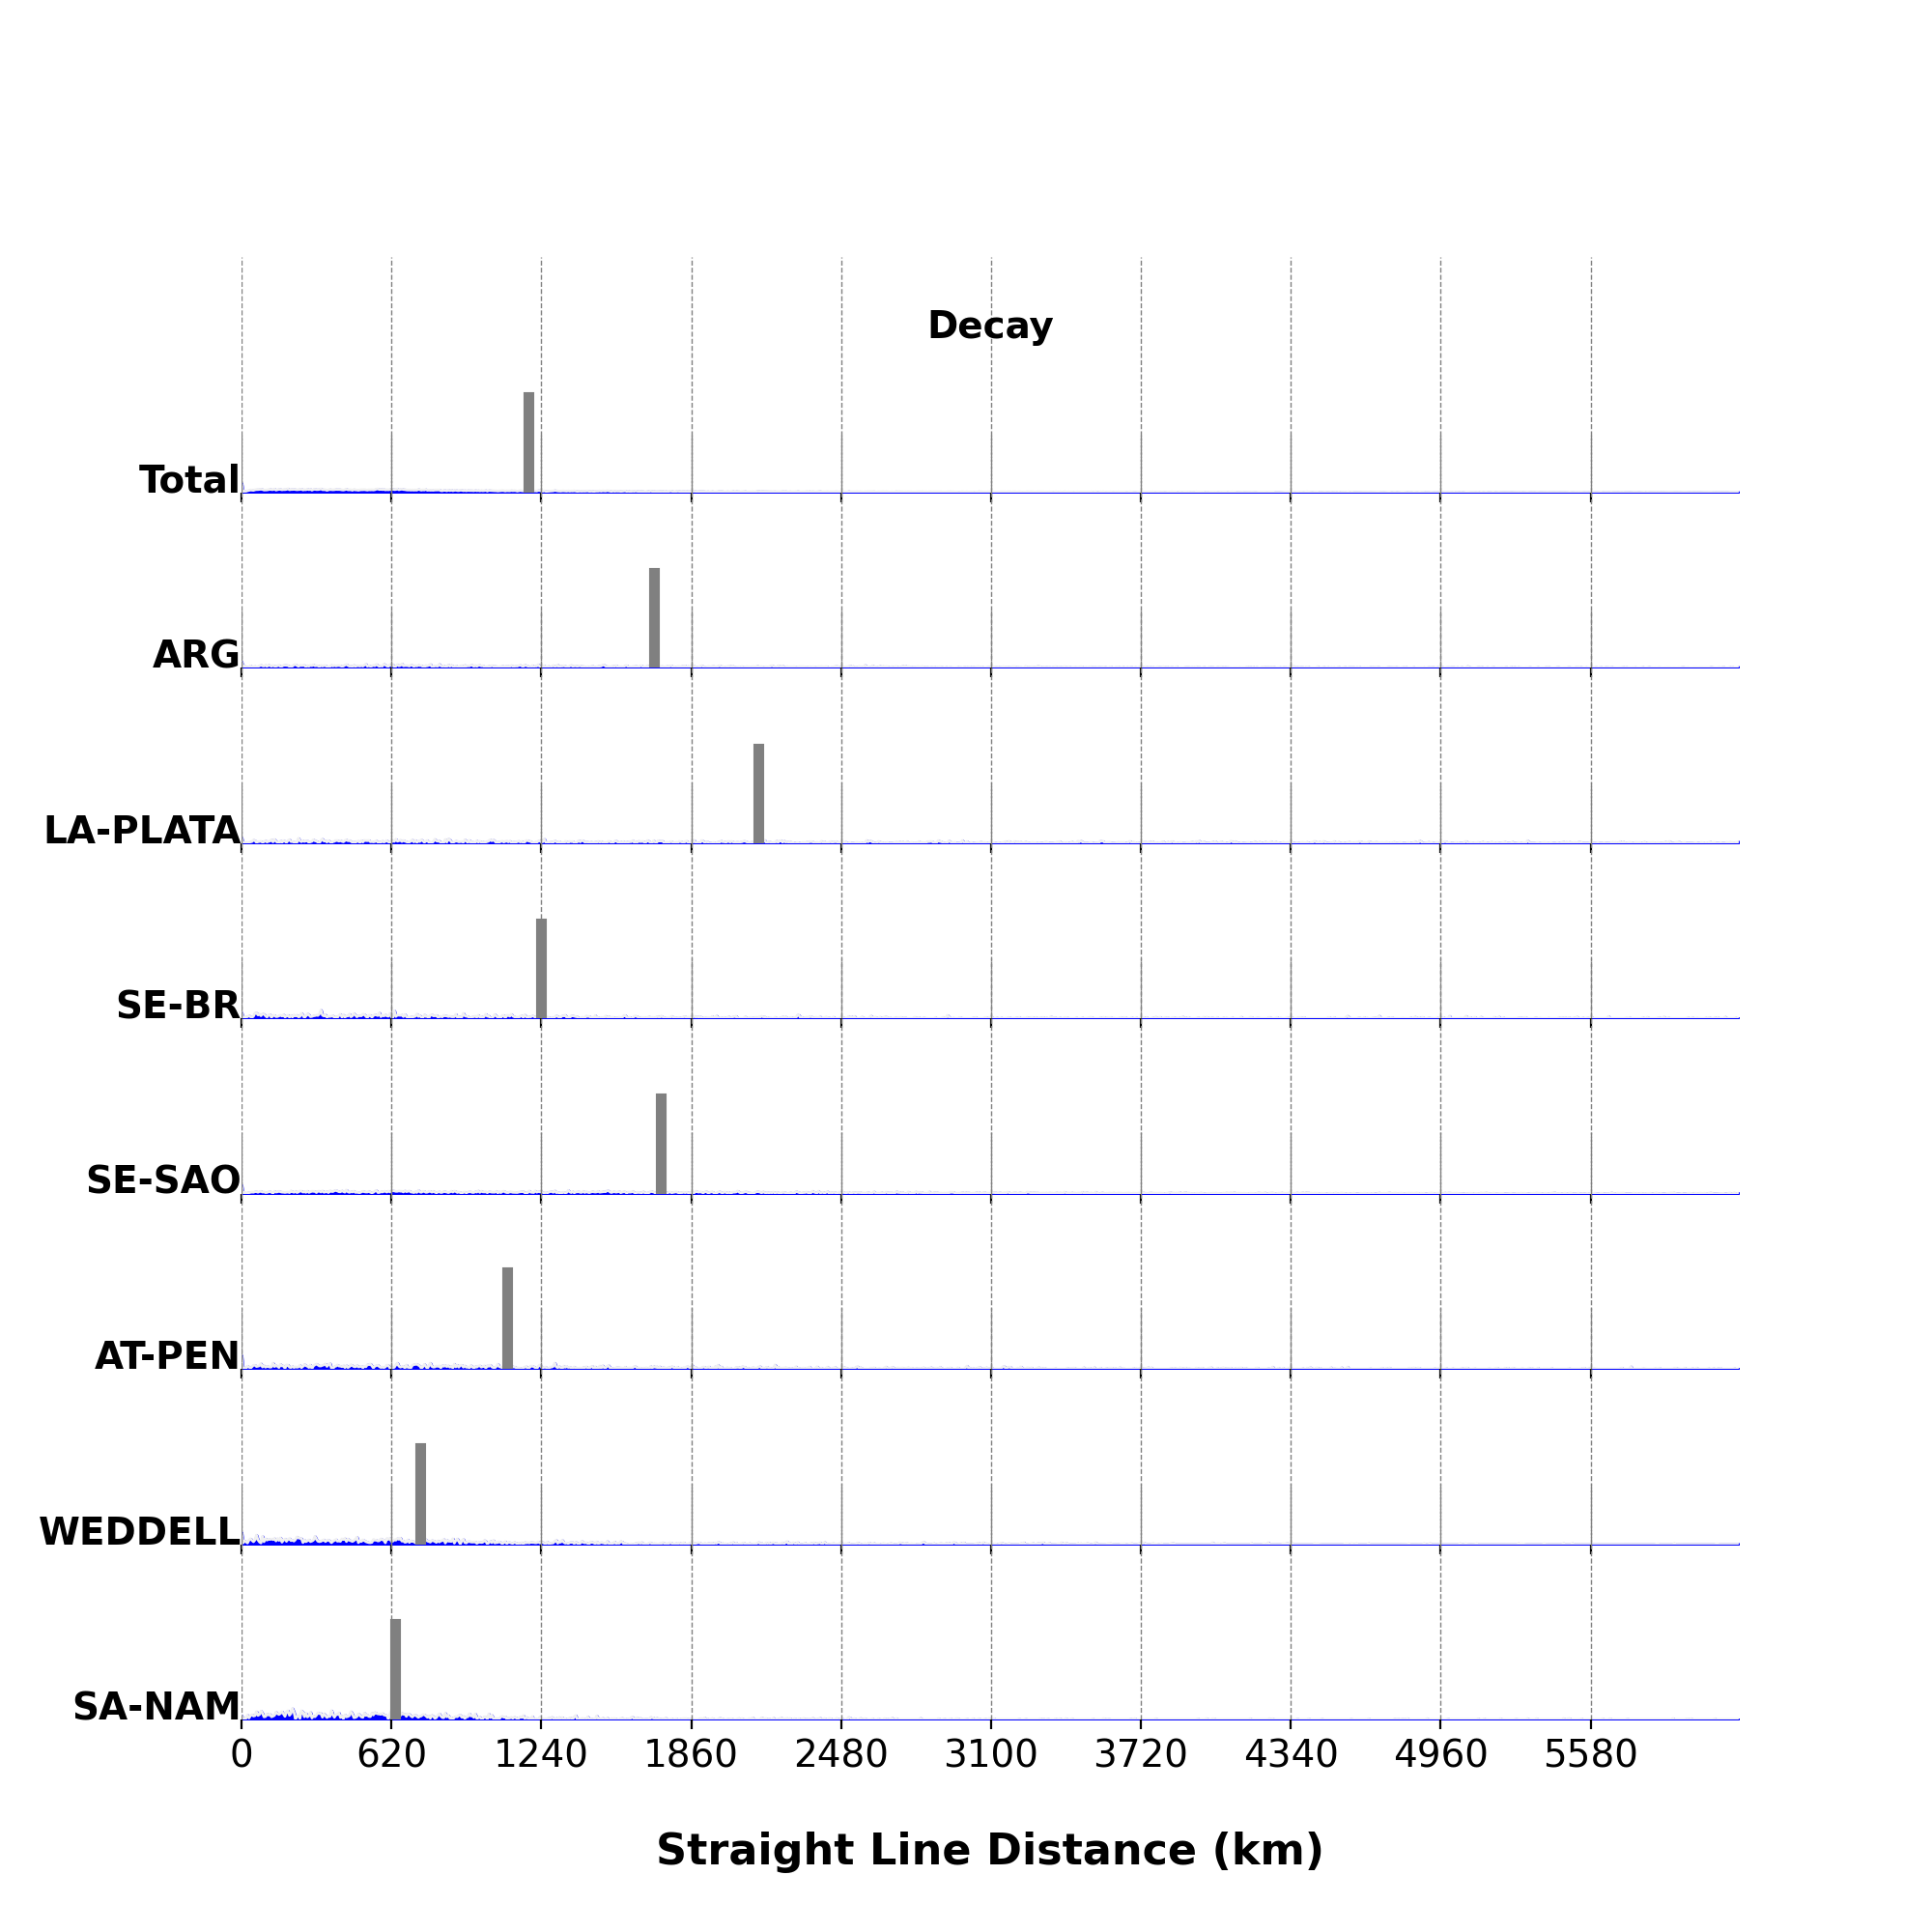 Decay
Total
ARG
LA-PLATA
SE-BR
SE-SAO
AT-PEN
WEDDELL
SA-NAM
0 620 1240 1860 2480 3100 3720 4340 4960 5580
Straight Line Distance (km)